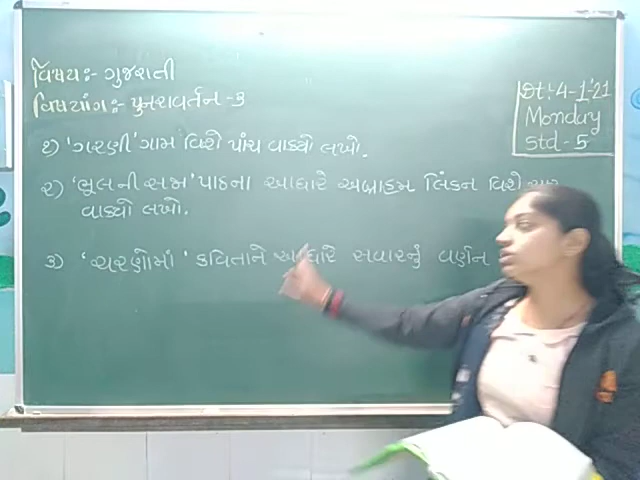 વિષય:- ગુજરાતી
વિષયાંગ:- પુનરાવર્તન -૩
Dt:-4-1-'21
Monday
Std-5
૧) 'ગરણી' ગામ વિશે પાંચ વાક્યો લખો.
૨) 'ભૂલની સજા' પાઠના આધારે અબ્રાહમ લિંકન વિશે
વાક્યો લખો.
૩) 'ચરણોમાં' કવિતાને આધારે સવારનું વર્ણન